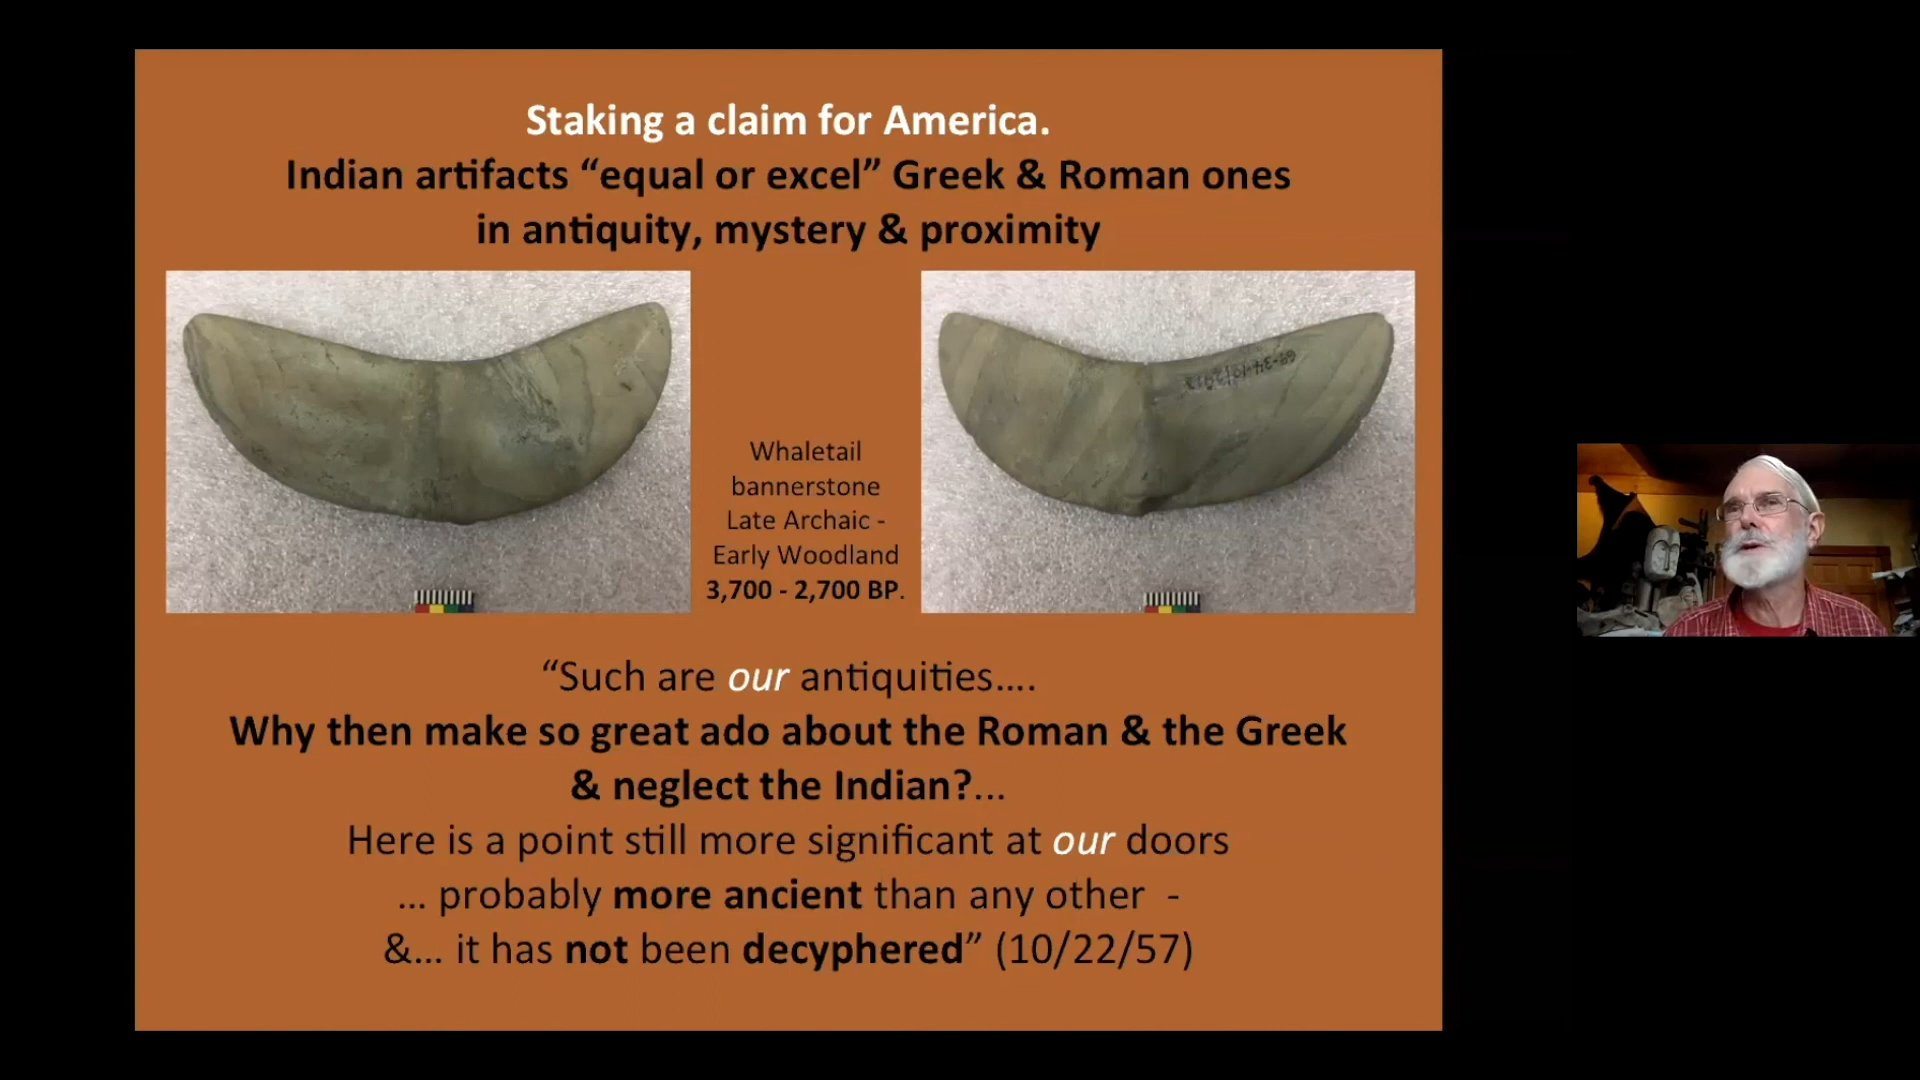 Staking a claim for America.
Indian artifacts “equal or excel” Greek & Roman ones
in antiquity, mystery & proximity
Whaletail
bannerstone
Late Archaic -
Early Woodland
3,700 - 2,700 BP.
“Such are our antiquities….
Why then make so great ado about the Roman & the Greek
& neglect the Indian?...
Here is a point still more significant at our doors
... probably more ancient than any other -
&... it has not been decyphered” (10/22/57)